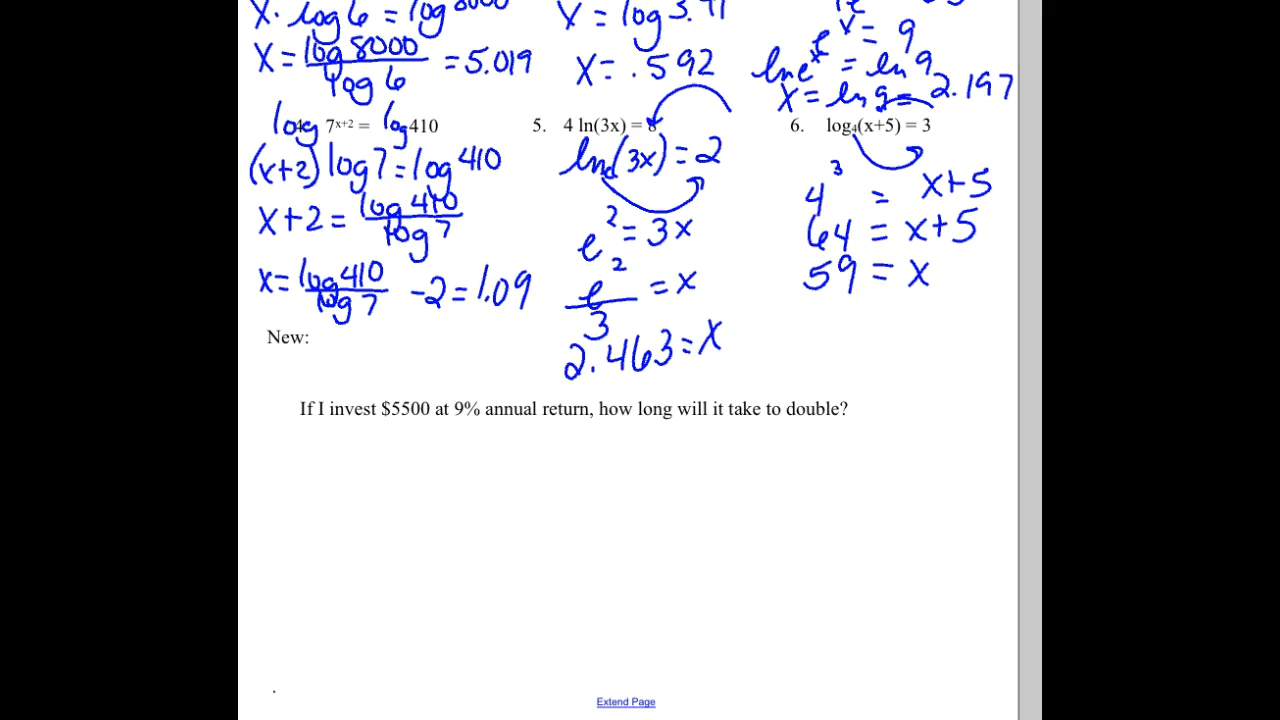 x · log 6 = log 8000
x = log 8000 / log 6 = 5.019
x = log 3.91
x = .592
e^x = 9
ln e^x = ln 9
x = ln 9 = 2.197
log 7^x+2 = log 410
(x+2) log 7 = log 410
x+2 = log 410 / log 7
x = log 410 / log 7 - 2 = 1.09
5. 4 ln(3x) = 8
ln_e(3x) = 2
e^2 = 3x
e^2 / 3 = x
2.463 = x
6. log₄(x+5) = 3
4^3 = x+5
64 = x+5
59 = x
New:
If I invest $5500 at 9% annual return, how long will it take to double?
Extend Page